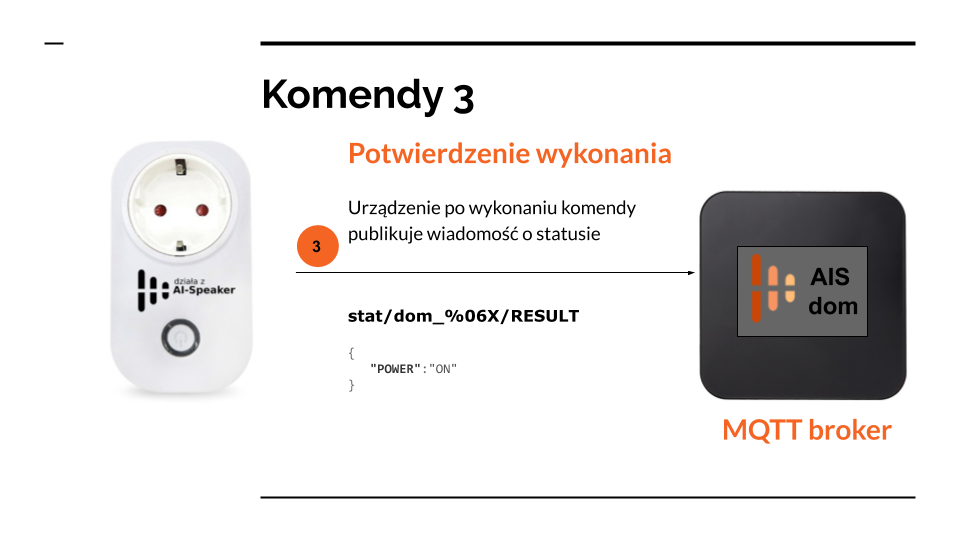 Komendy 3
Potwierdzenie wykonania
Urządzenie po wykonaniu komendy
publikuje wiadomość o statusie
3
działa z
AI-Speaker
stat/dom_%06X/RESULT
{
"POWER":"ON"
}
AIS
dom
MQTT broker